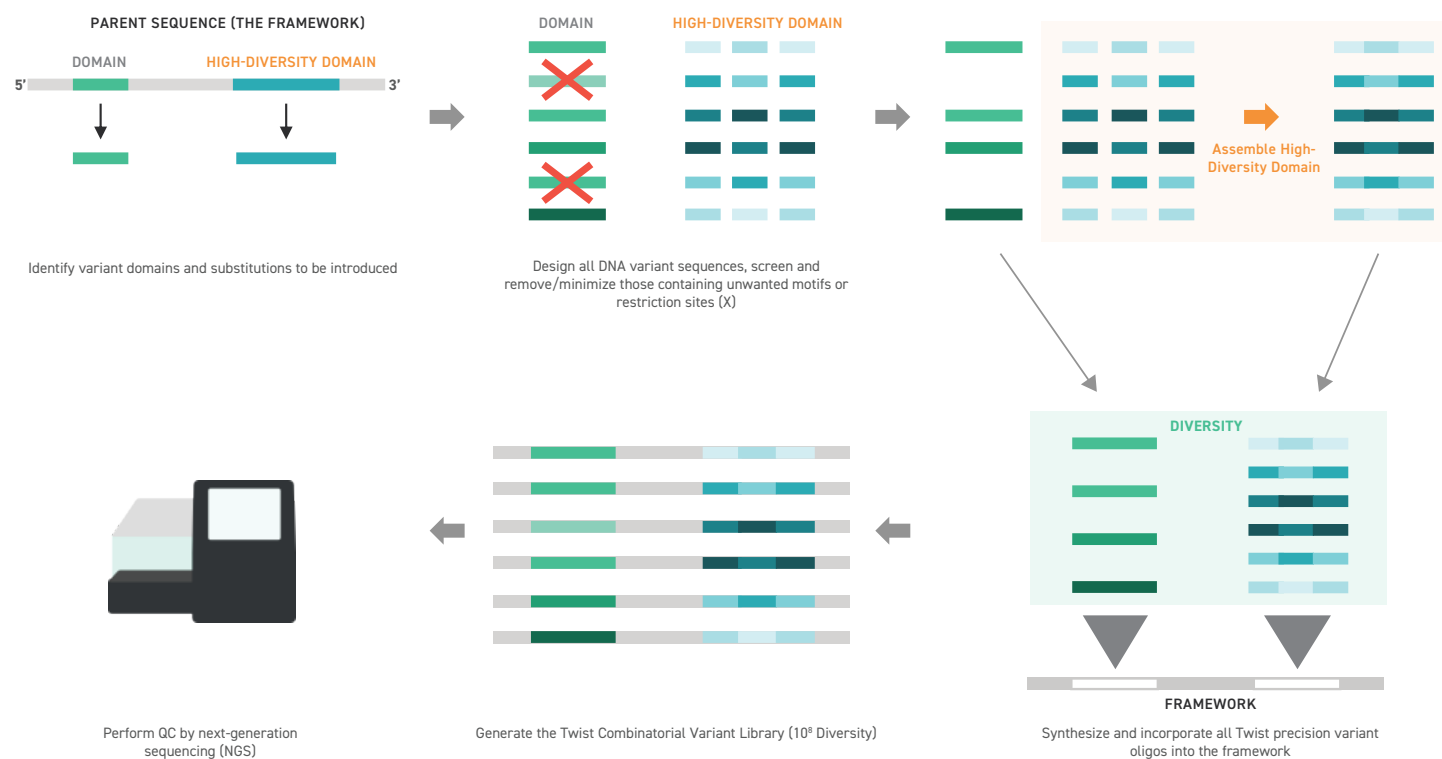 PARENT SEQUENCE (THE FRAMEWORK)
DOMAIN
HIGH-DIVERSITY DOMAIN
5’
3’
Identify variant domains and substitutions to be introduced
DOMAIN
HIGH-DIVERSITY DOMAIN
Design all DNA variant sequences, screen and
remove/minimize those containing unwanted motifs or
restriction sites (X)
Assemble High-
Diversity Domain
DIVERSITY
FRAMEWORK
Synthesize and incorporate all Twist precision variant
oligos into the framework
Generate the Twist Combinatorial Variant Library (10⁸ Diversity)
Perform QC by next-generation
sequencing (NGS)